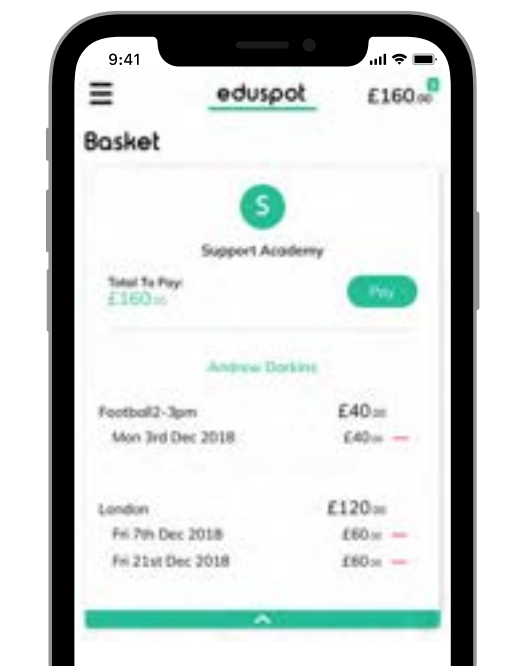 9:41
eduspot
£160.00
Basket
S
Support Academy
Total To Pay:
£160.00
Pay
Andrew Dorkins
Football2-3pm £40.00
Mon 3rd Dec 2018 £40.00
London £120.00
Fri 7th Dec 2018 £60.00
Fri 21st Dec 2018 £60.00